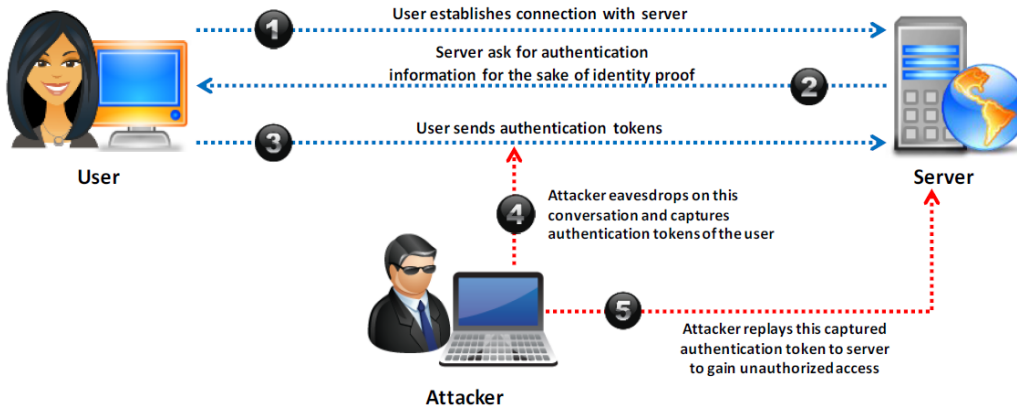 1
User establishes connection with server
Server ask for authentication
information for the sake of identity proof
2
3
User sends authentication tokens
User
Server
4
Attacker eavesdrops on this
conversation and captures
authentication tokens of the user
5
Attacker replays this captured
authentication token to server
to gain unauthorized access
Attacker